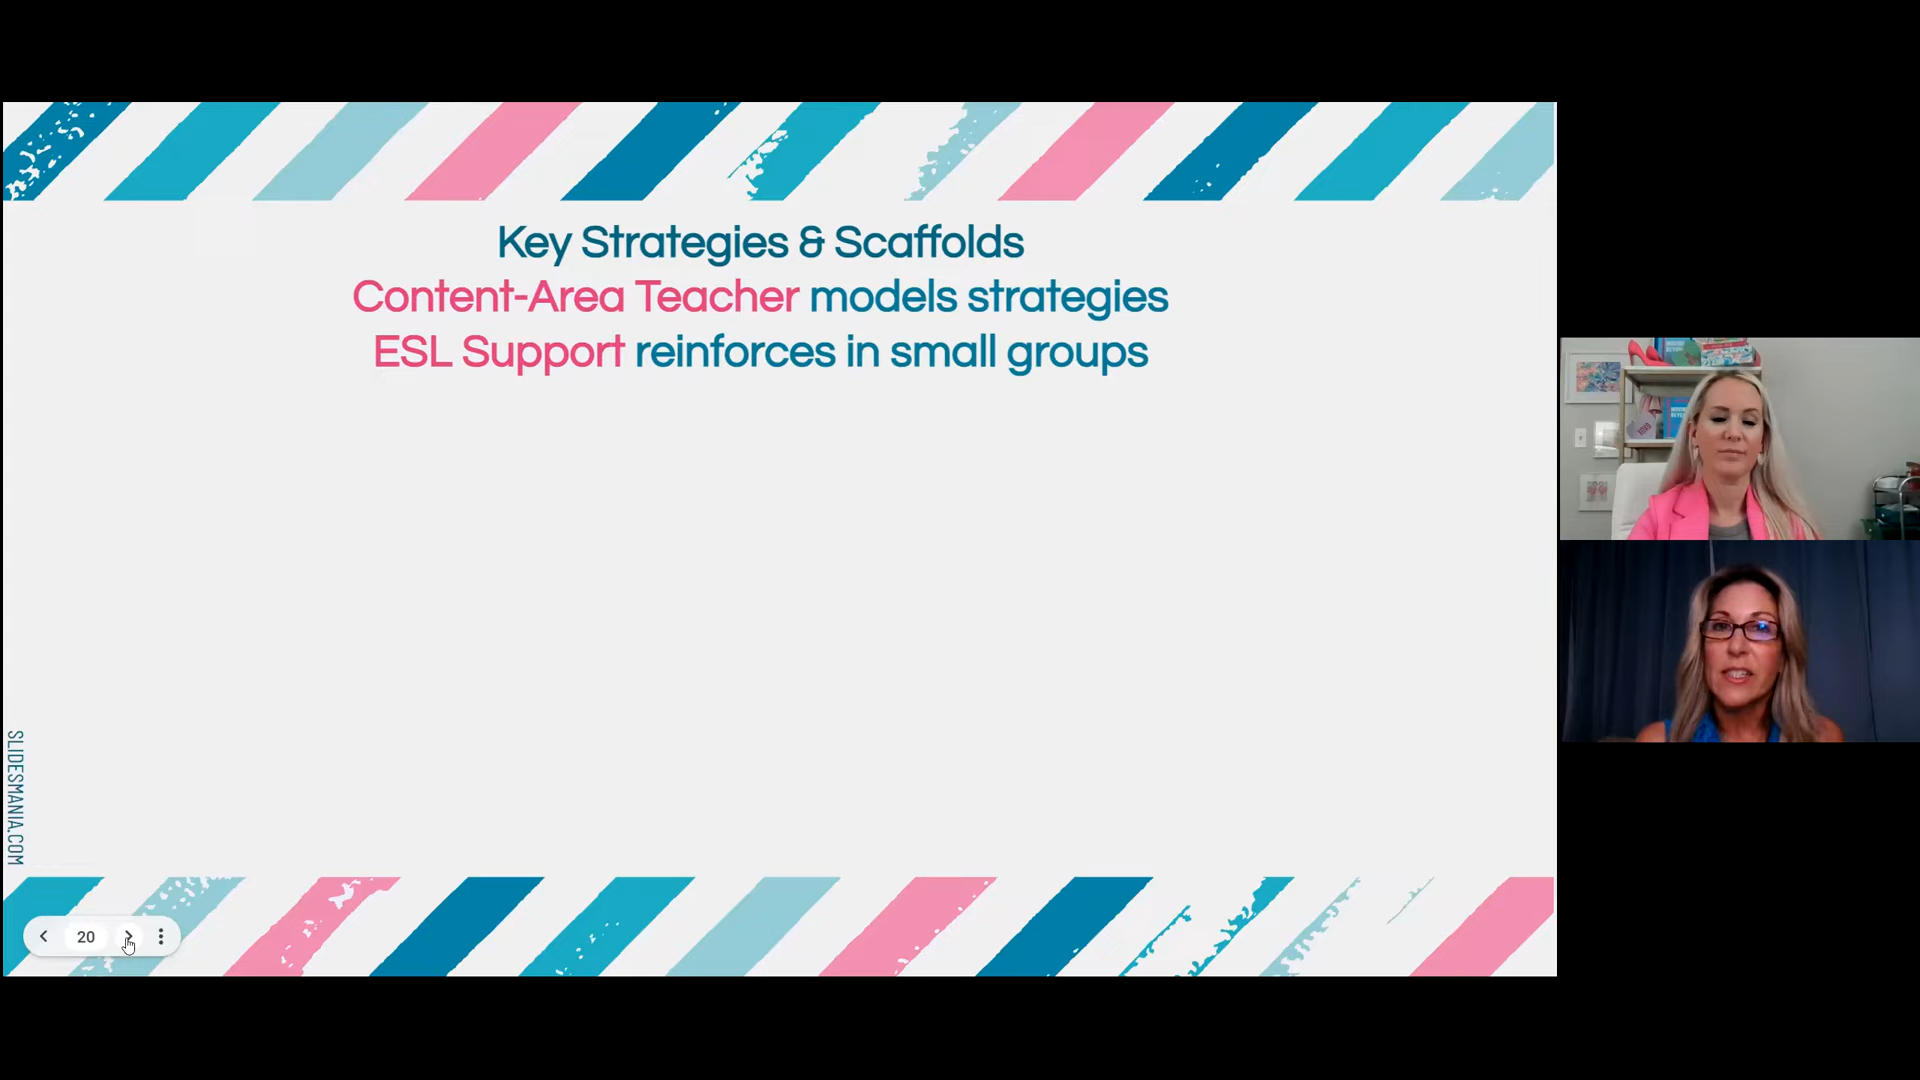 Key Strategies & Scaffolds
Content-Area Teacher models strategies
ESL Support reinforces in small groups
SLIDESMANIA.COM
20